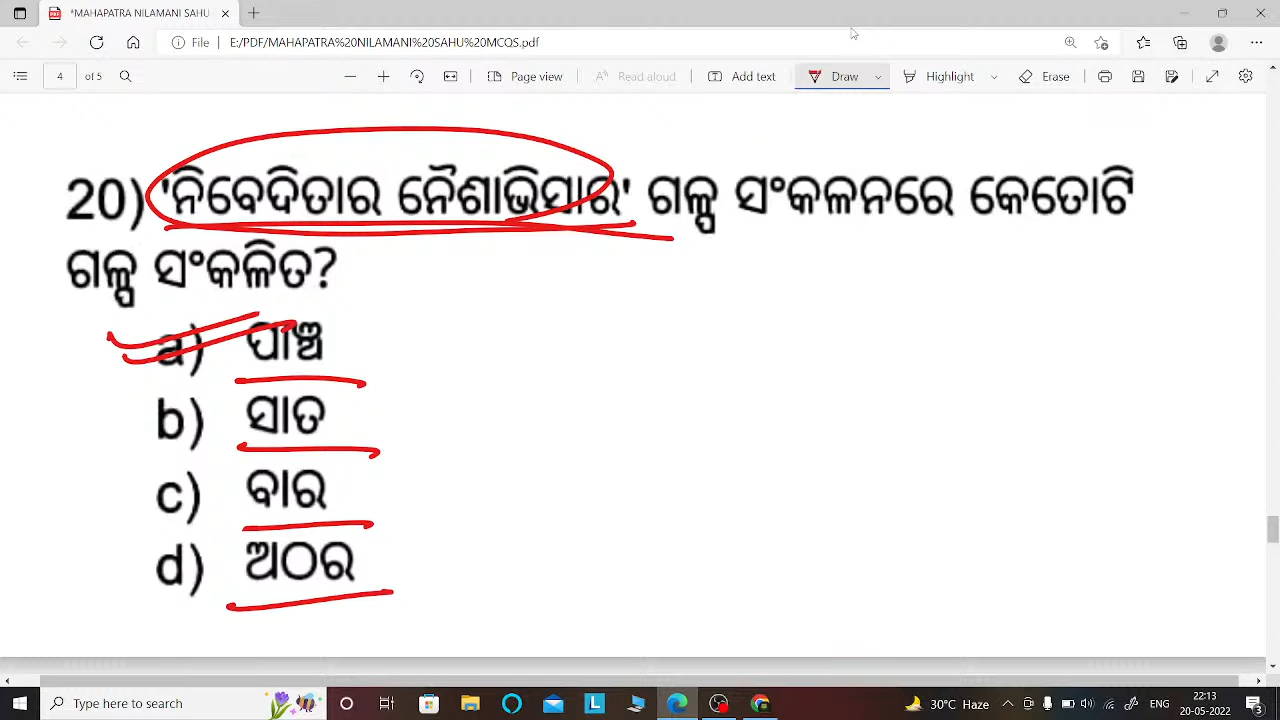 *MAHAPATRA NILAMANI SAHU
File E:/PDF/MAHAPATRA%20NILAMANI%20SAHU%20MCQS.pdf
4 of 5 Page view Read aloud Add text Draw Highlight Erase
20) 'ନିବେଦିତାର ନୈଶାଭିସାର' ଗଳ୍ପ ସଂକଳନରେ କେତୋଟି
ଗଳ୍ପ ସଂକଳିତ?
a) ପାଞ୍ଚ
b) ସାତ
c) ବାର
d) ଅଠର
Type here to search 30°C Haze ENG 22:13
20-05-2022